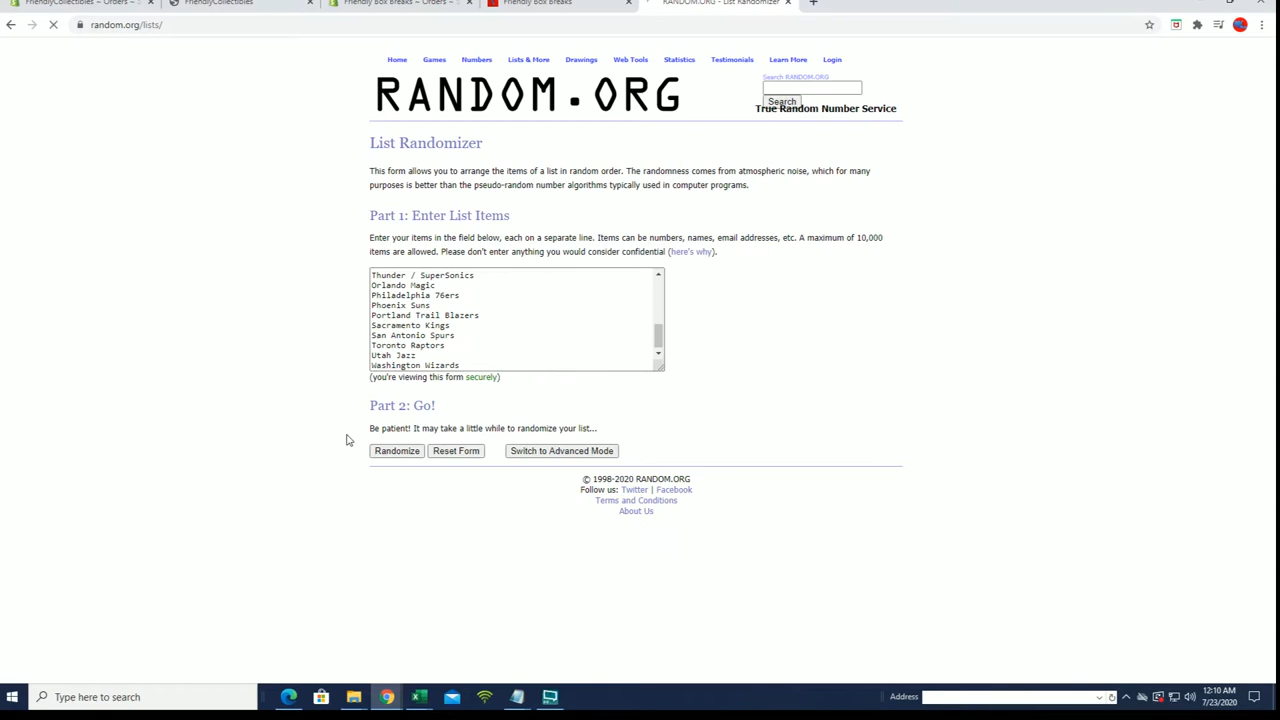 FriendlyCollectibles ~ Orders ~ S
FriendlyCollectibles
Friendly Box Breaks ~ Orders ~ S
Friendly Box Breaks
RANDOM.ORG - List Randomizer
random.org/lists/
Home Games Numbers Lists & More Drawings Web Tools Statistics Testimonials Learn More Login
RANDOM.ORG
Search RANDOM.ORG
Search
True Random Number Service
List Randomizer
This form allows you to arrange the items of a list in random order. The randomness comes from atmospheric noise, which for many
purposes is better than the pseudo-random number algorithms typically used in computer programs.
Part 1: Enter List Items
Enter your items in the field below, each on a separate line. Items can be numbers, names, email addresses, etc. A maximum of 10,000
items are allowed. Please don't enter anything you would consider confidential (here's why).
Thunder / SuperSonics
Orlando Magic
Philadelphia 76ers
Phoenix Suns
Portland Trail Blazers
Sacramento Kings
San Antonio Spurs
Toronto Raptors
Utah Jazz
Washington Wizards
(you're viewing this form securely)
Part 2: Go!
Be patient! It may take a little while to randomize your list...
Randomize Reset Form Switch to Advanced Mode
© 1998-2020 RANDOM.ORG
Follow us: Twitter | Facebook
Terms and Conditions
About Us
Type here to search
Address
12:10 AM
7/23/2020